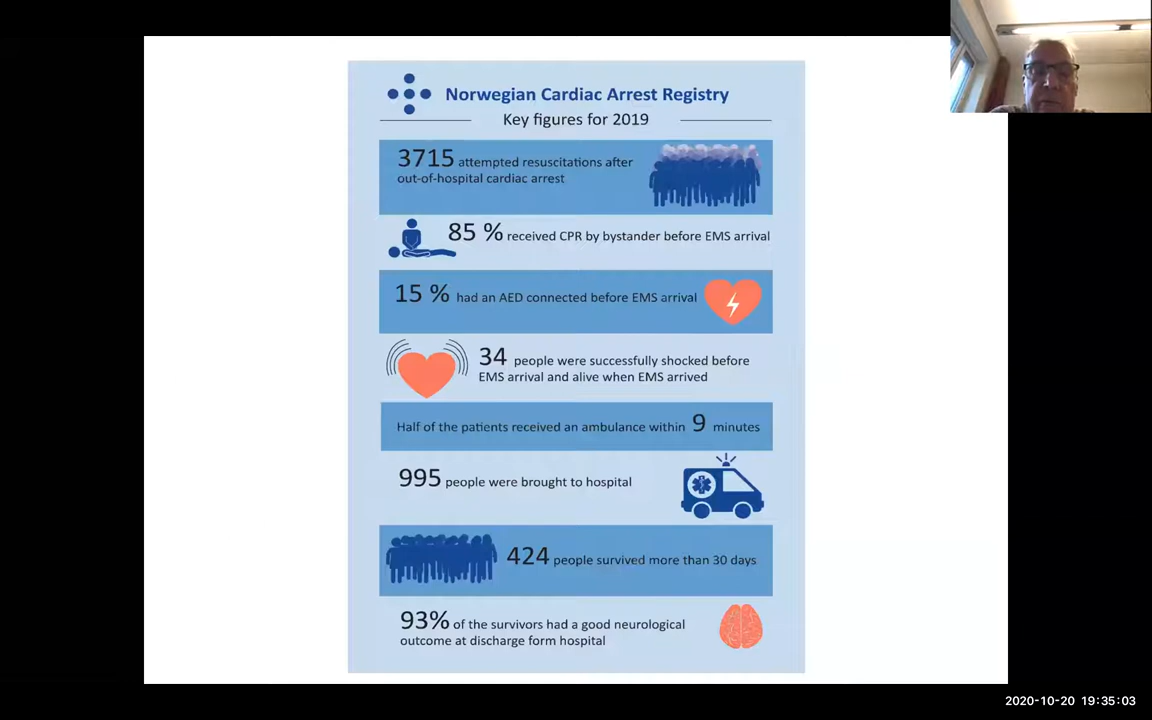 Norwegian Cardiac Arrest Registry
Key figures for 2019
3715 attempted resuscitations after
out-of-hospital cardiac arrest
85 % received CPR by bystander before EMS arrival
15 % had an AED connected before EMS arrival
34 people were successfully shocked before
EMS arrival and alive when EMS arrived
Half of the patients received an ambulance within 9 minutes
995 people were brought to hospital
424 people survived more than 30 days
93% of the survivors had a good neurological
outcome at discharge form hospital
2020-10-20 19:35:03